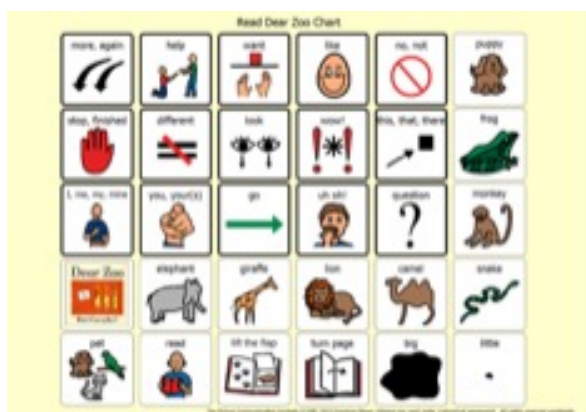 Read Dear Zoo Chart
more, again help want like no, not puppy
stop, finished different look wow! this, that, there frog
I, me, my, mine you, your(s) go uh oh! question monkey
Dear Zoo elephant giraffe lion camel snake
pet read lift the flap turn page big little